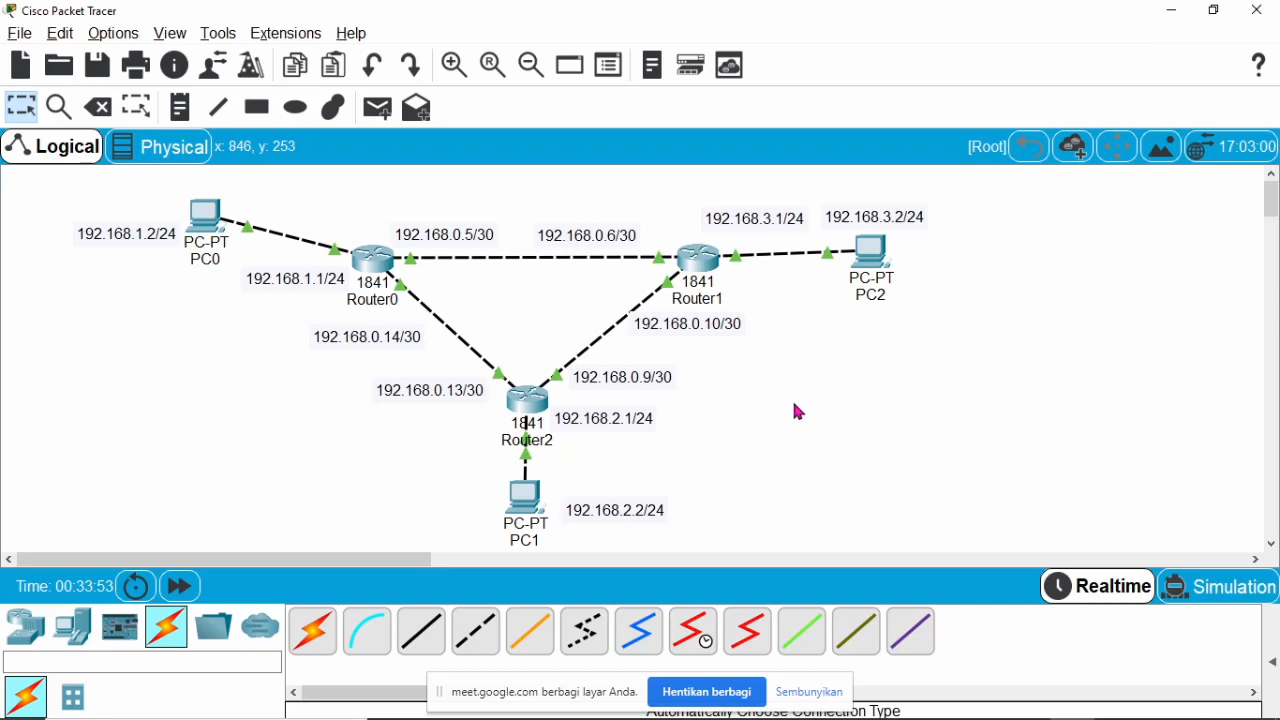 Cisco Packet Tracer
File Edit Options View Tools Extensions Help
Logical Physical x: 846, y: 253 [Root] 17:03:00
192.168.1.2/24
PC-PT
PC0
192.168.0.5/30
192.168.0.6/30
192.168.3.1/24
192.168.3.2/24
192.168.1.1/24
1841
Router0
1841
Router1
PC-PT
PC2
192.168.0.14/30
192.168.0.10/30
192.168.0.13/30
192.168.0.9/30
1841
Router2
192.168.2.1/24
PC-PT
PC1
192.168.2.2/24
Time: 00:33:53 Realtime Simulation
meet.google.com berbagi layar Anda. Hentikan berbagi Sembunyikan
Automatically Choose Connection Type